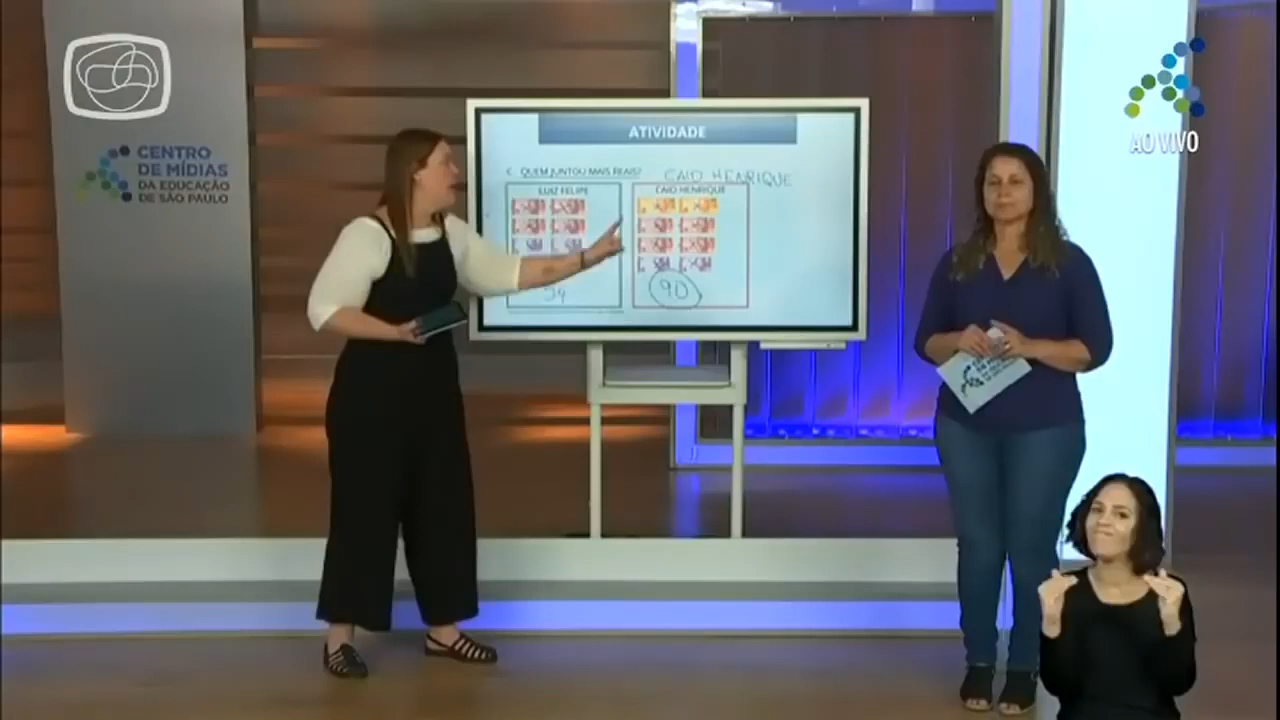 CENTRO
DE MÍDIAS
DA EDUCAÇÃO
DE SÃO PAULO
AO VIVO
ATIVIDADE
C. QUEM JUNTOU MAIS REAIS? CAIO HENRIQUE
LUIZ FELIPE
CAIO HENRIQUE
90